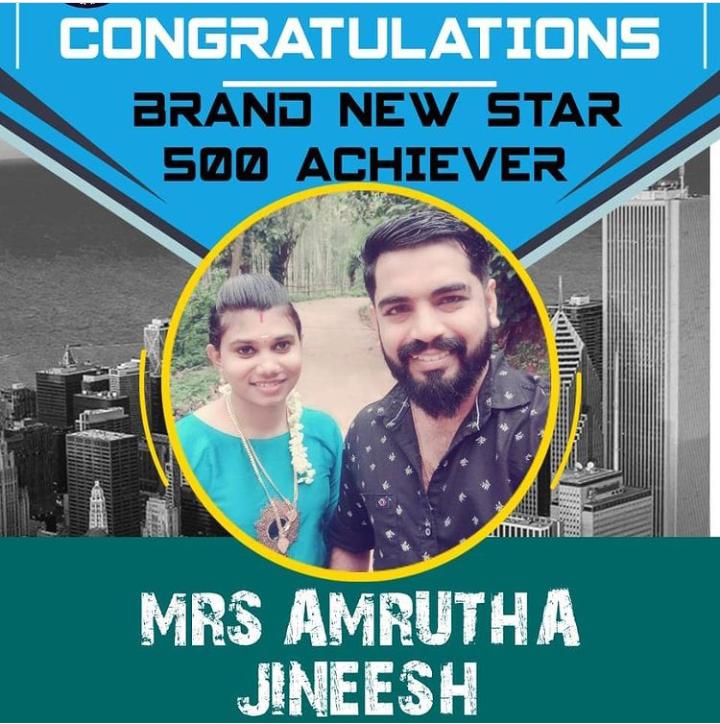 CONGRATULATIONS
BRAND NEW STAR
500 ACHIEVER
MRS AMRUTHA
JINEESH